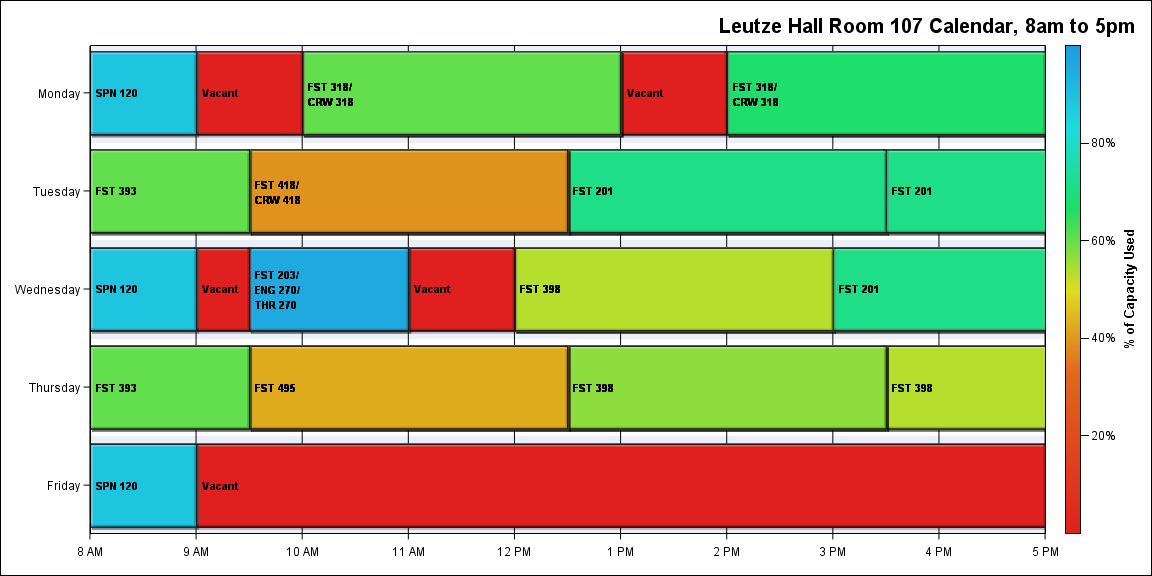 Leutze Hall Room 107 Calendar, 8am to 5pm
Monday
SPN 120
Vacant
FST 318/
CRW 318
Vacant
FST 318/
CRW 318
Tuesday
FST 393
FST 418/
CRW 418
FST 201
FST 201
Wednesday
SPN 120
Vacant
FST 203/
ENG 270/
THR 270
Vacant
FST 398
FST 201
Thursday
FST 393
FST 495
FST 398
FST 398
Friday
SPN 120
Vacant
8 AM
9 AM
10 AM
11 AM
12 PM
1 PM
2 PM
3 PM
4 PM
5 PM
80%
60%
40%
20%
% of Capacity Used